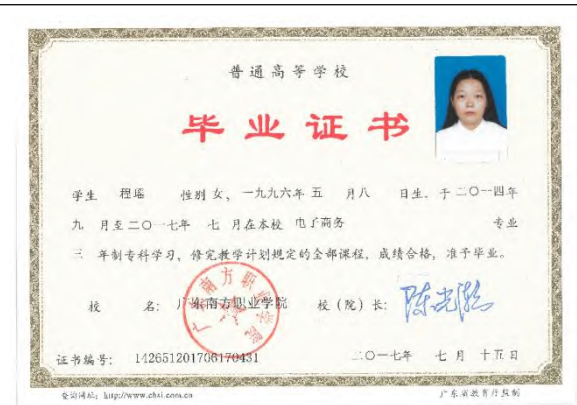 普通高等学校
毕业证书
学生 程瑶 性别 女, 一九九六年 五 月八 日生, 于二〇一四年
九 月至二〇一七年 七 月在本校 电子商务 专业
三 年制专科学习, 修完教学计划规定的全部课程, 成绩合格, 准予毕业。
校 名: 广东南方职业学院 校(院)长:
证书编号: 142651201706170431 二〇一七年 七 月 十五 日
查询网址: http://www.chsi.com.cn 广东省教育厅监制